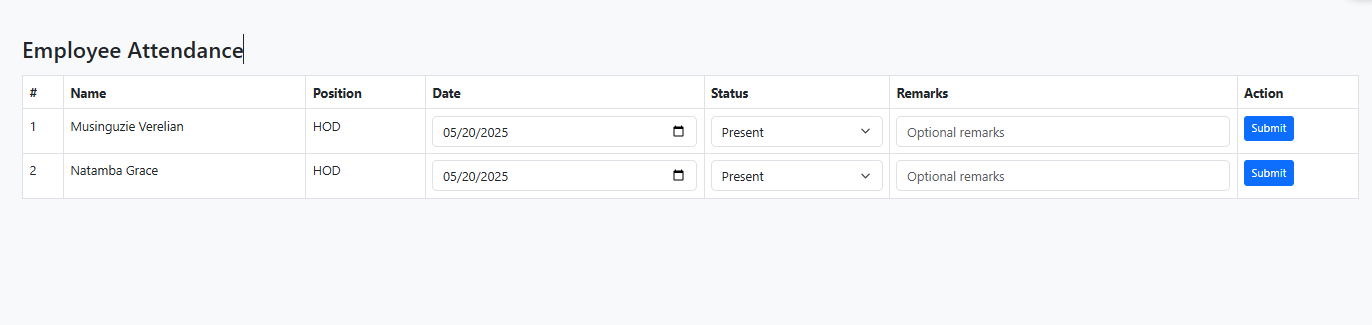 Employee Attendance
# Name Position Date Status Remarks Action
1 Musinguzie Verelian HOD 05/20/2025 Present Optional remarks Submit
2 Natamba Grace HOD 05/20/2025 Present Optional remarks Submit